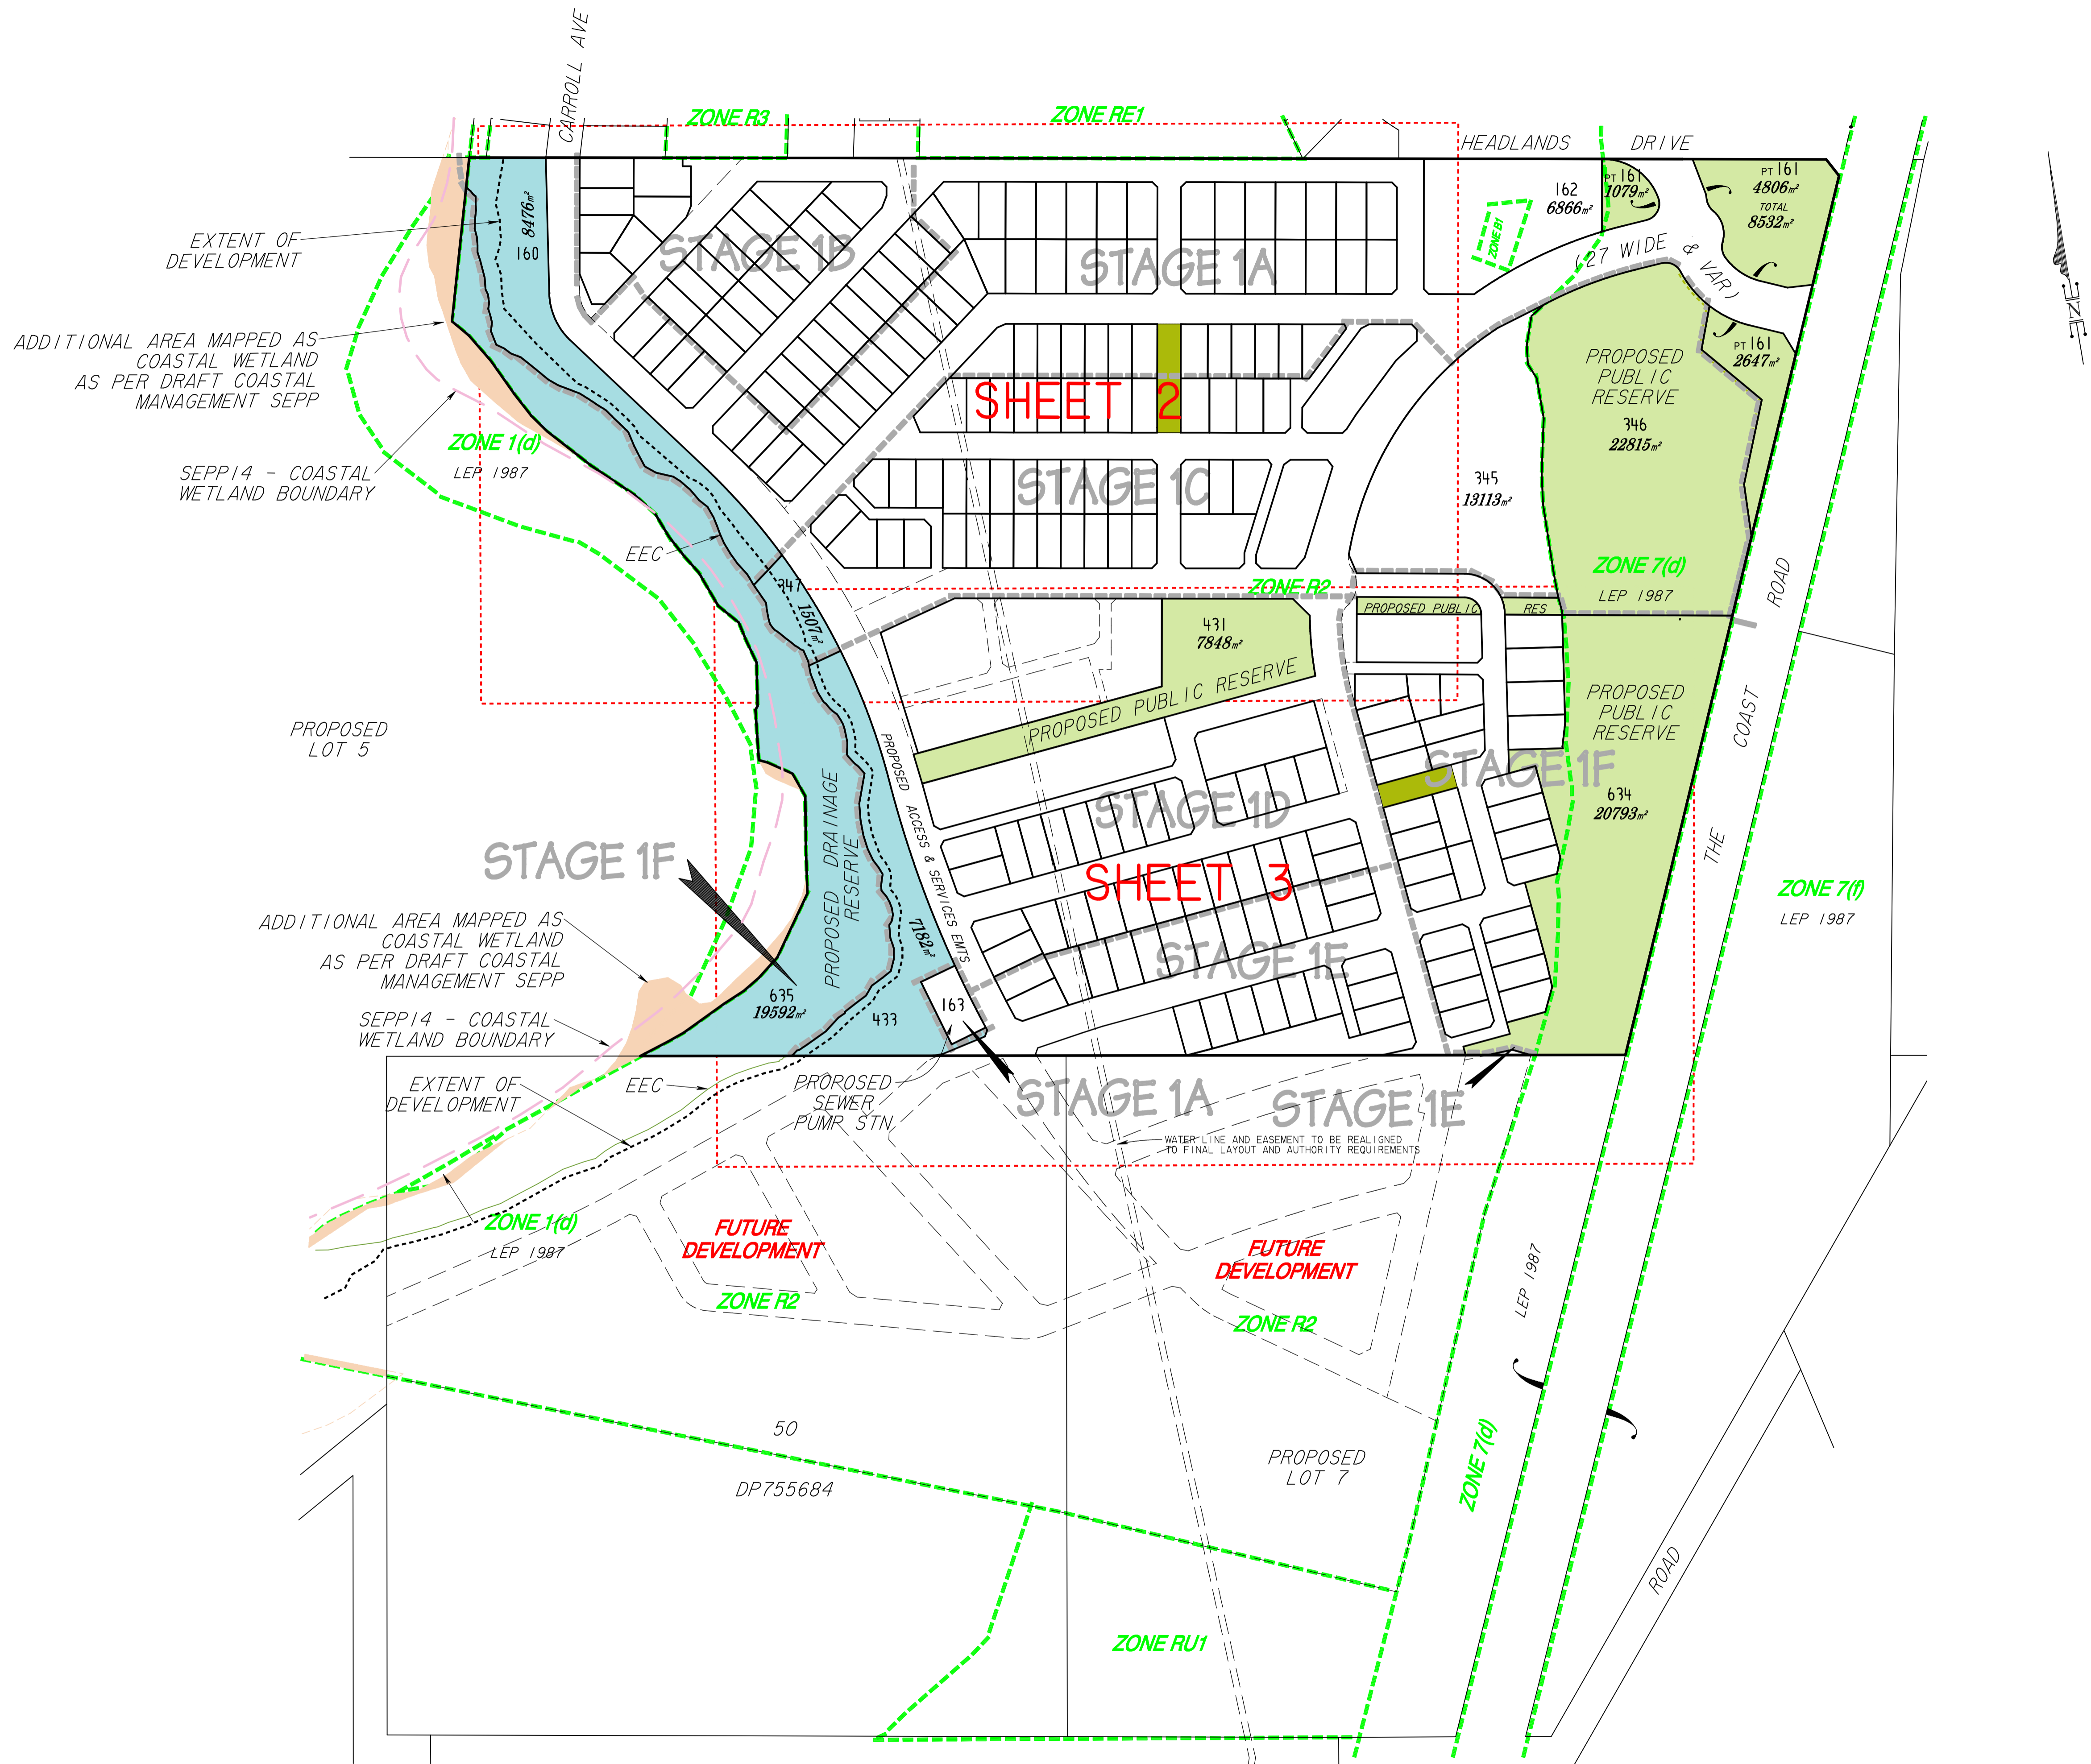 CARROLL AVE
ZONE R3
ZONE RE1
HEADLANDS DRIVE
EXTENT OF
DEVELOPMENT
160
8476m²
STAGE 1B
STAGE 1A
ZONE B1
162
6866m²
PT 161
1079m²
PT 161
4806m²
TOTAL
8532m²
(27 WIDE & VAR)
ADDITIONAL AREA MAPPED AS
COASTAL WETLAND
AS PER DRAFT COASTAL
MANAGEMENT SEPP
PT 161
2647m²
PROPOSED
PUBLIC
RESERVE
346
22815m²
SHEET 2
ZONE 1(d)
LEP 1987
SEPP14 - COASTAL
WETLAND BOUNDARY
STAGE 1C
345
13113m²
EEC
ZONE 7(d)
LEP 1987
347
1507m²
ZONE R2
PROPOSED PUBLIC RES
431
7848m²
PROPOSED PUBLIC RESERVE
PROPOSED
LOT 5
PROPOSED
PUBLIC
RESERVE
634
20793m²
THE COAST ROAD
STAGE 1F
STAGE 1D
PROPOSED DRAINAGE
RESERVE
PROPOSED ACCESS & SERVICES EMTS
7182m²
STAGE 1F
SHEET 3
ZONE 7(f)
LEP 1987
ADDITIONAL AREA MAPPED AS
COASTAL WETLAND
AS PER DRAFT COASTAL
MANAGEMENT SEPP
STAGE 1E
635
19592m²
433
163
SEPP14 - COASTAL
WETLAND BOUNDARY
EXTENT OF
DEVELOPMENT
EEC
PROPOSED
SEWER
PUMP STN
STAGE 1A
STAGE 1E
WATER LINE AND EASEMENT TO BE REALIGNED
TO FINAL LAYOUT AND AUTHORITY REQUIREMENTS
ZONE 1(d)
LEP 1987
FUTURE
DEVELOPMENT
ZONE R2
FUTURE
DEVELOPMENT
ZONE R2
LEP 1987
ZONE 7(d)
50
DP755684
PROPOSED
LOT 7
ROAD
ZONE RU1